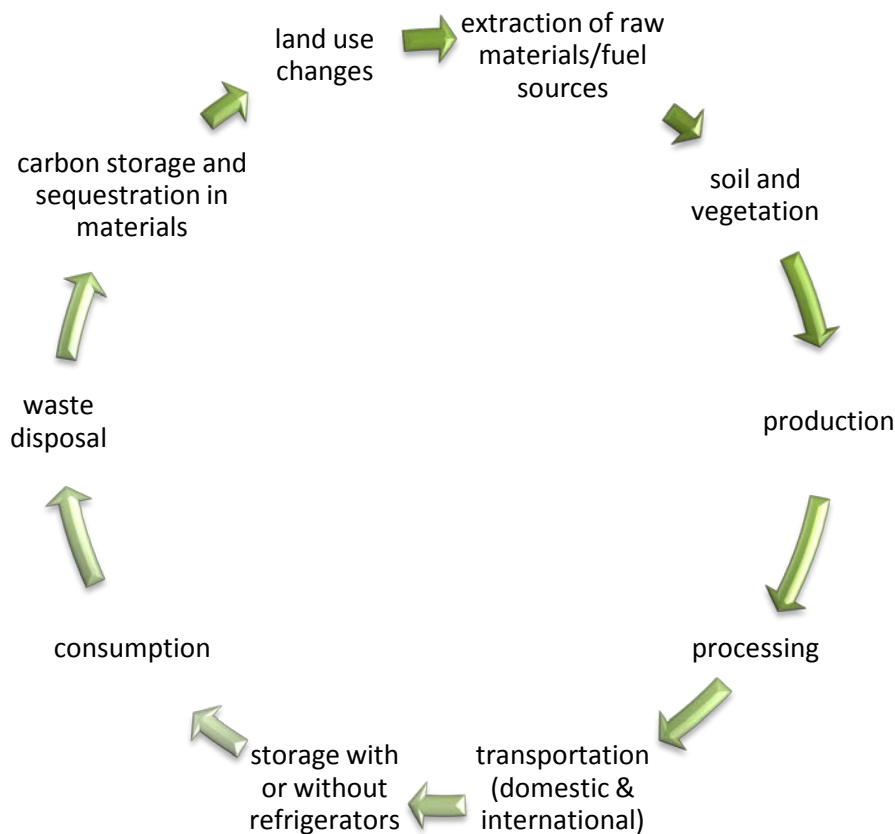 land use
changes
extraction of raw
materials/fuel
sources
soil and
vegetation
production
processing
transportation
(domestic &
international)
storage with
or without
refrigerators
consumption
waste
disposal
carbon storage and
sequestration in
materials